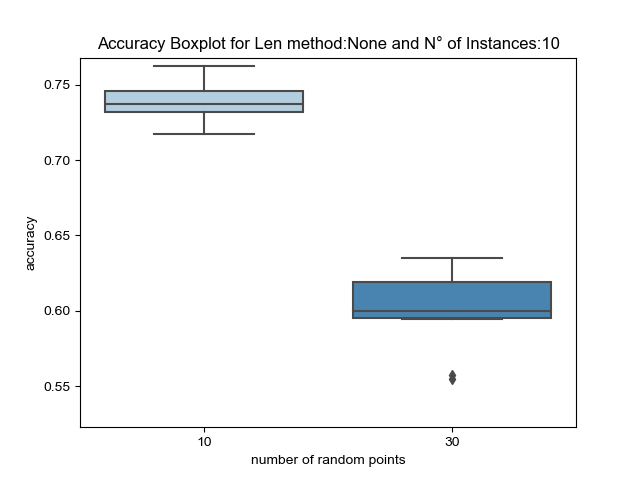 Accuracy Boxplot for Len method:None and N° of Instances:10
0.75
0.70
0.65
0.60
0.55
accuracy
10
30
number of random points